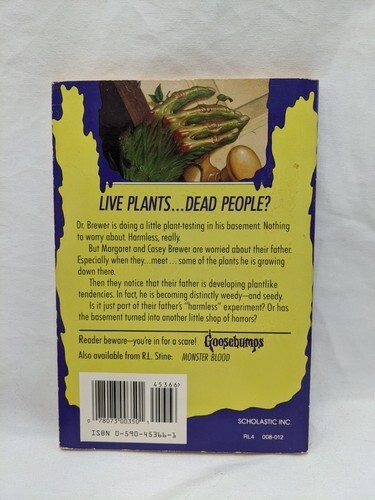 LIVE PLANTS...DEAD PEOPLE?
Dr. Brewer is doing a little plant-testing in his basement. Nothing
to worry about. Harmless, really.
But Margaret and Casey Brewer are worried about their father.
Especially when they...meet... some of the plants he is growing
down there.
Then they notice that their father is developing plantlike
tendencies. In fact, he is becoming distinctly weedy—and seedy.
Is it just part of their father's "harmless" experiment? Or has
the basement turned into another little shop of horrors?
Reader beware—you're in for a scare! Goosebumps
Also available from R.L. Stine: MONSTER BLOOD
45366
0 78073 00350 1
ISBN 0-590-45366-1
SCHOLASTIC INC.
RL4 008-012